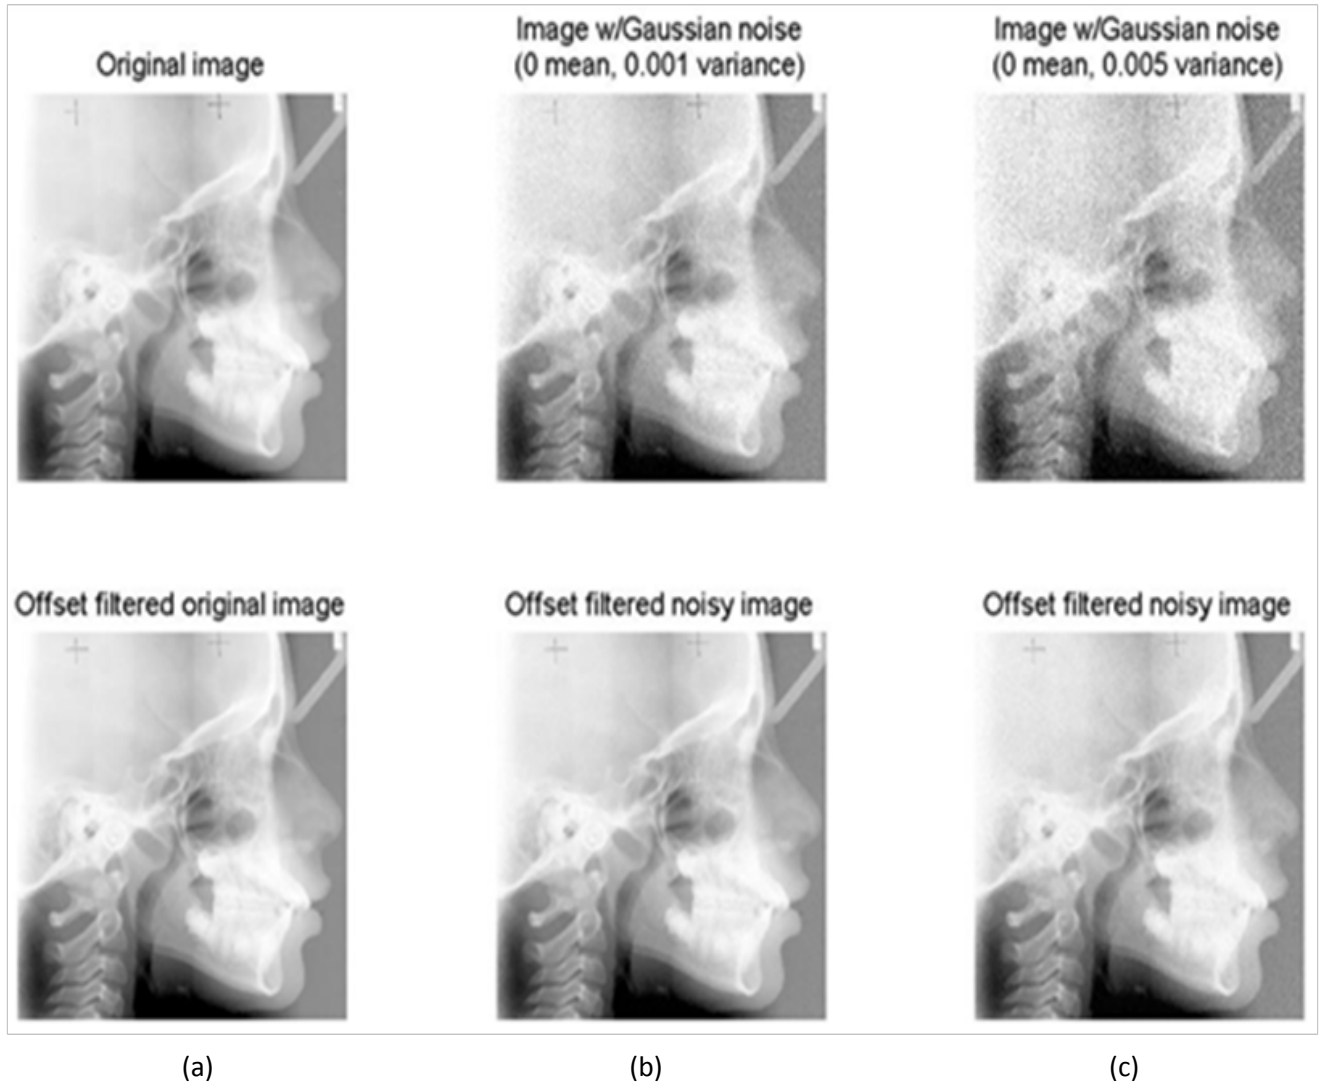 Original image
Image w/Gaussian noise
(0 mean, 0.001 variance)
Image w/Gaussian noise
(0 mean, 0.005 variance)
Offset filtered original image
Offset filtered noisy image
Offset filtered noisy image
(a)
(b)
(c)